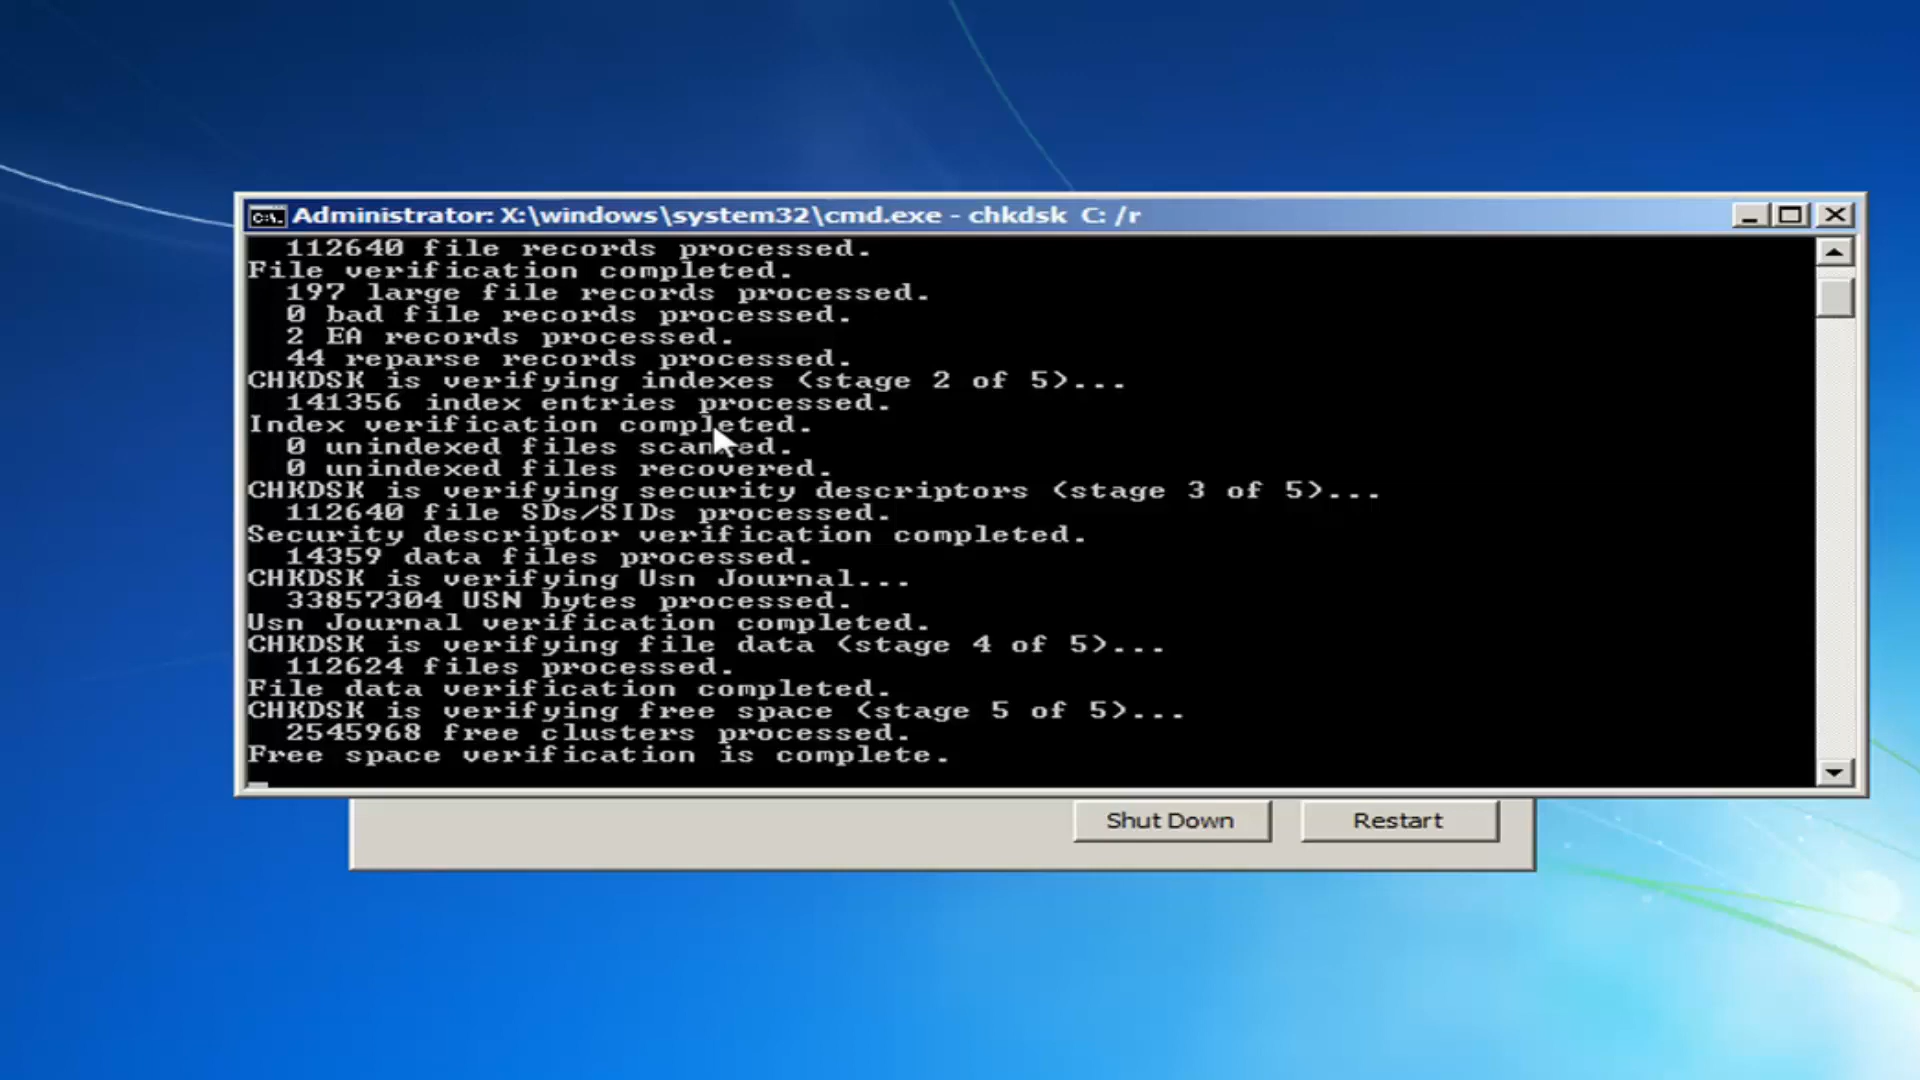 Administrator: X:\windows\system32\cmd.exe - chkdsk C: /r
112640 file records processed.
File verification completed.
197 large file records processed.
0 bad file records processed.
2 EA records processed.
44 reparse records processed.
CHKDSK is verifying indexes (stage 2 of 5)...
141356 index entries processed.
Index verification completed.
0 unindexed files scanned.
0 unindexed files recovered.
CHKDSK is verifying security descriptors (stage 3 of 5)...
112640 file SDs/SIDs processed.
Security descriptor verification completed.
14359 data files processed.
CHKDSK is verifying Usn Journal...
33857304 USN bytes processed.
Usn Journal verification completed.
CHKDSK is verifying file data (stage 4 of 5)...
112624 files processed.
File data verification completed.
CHKDSK is verifying free space (stage 5 of 5)...
2545968 free clusters processed.
Free space verification is complete.
Shut Down Restart